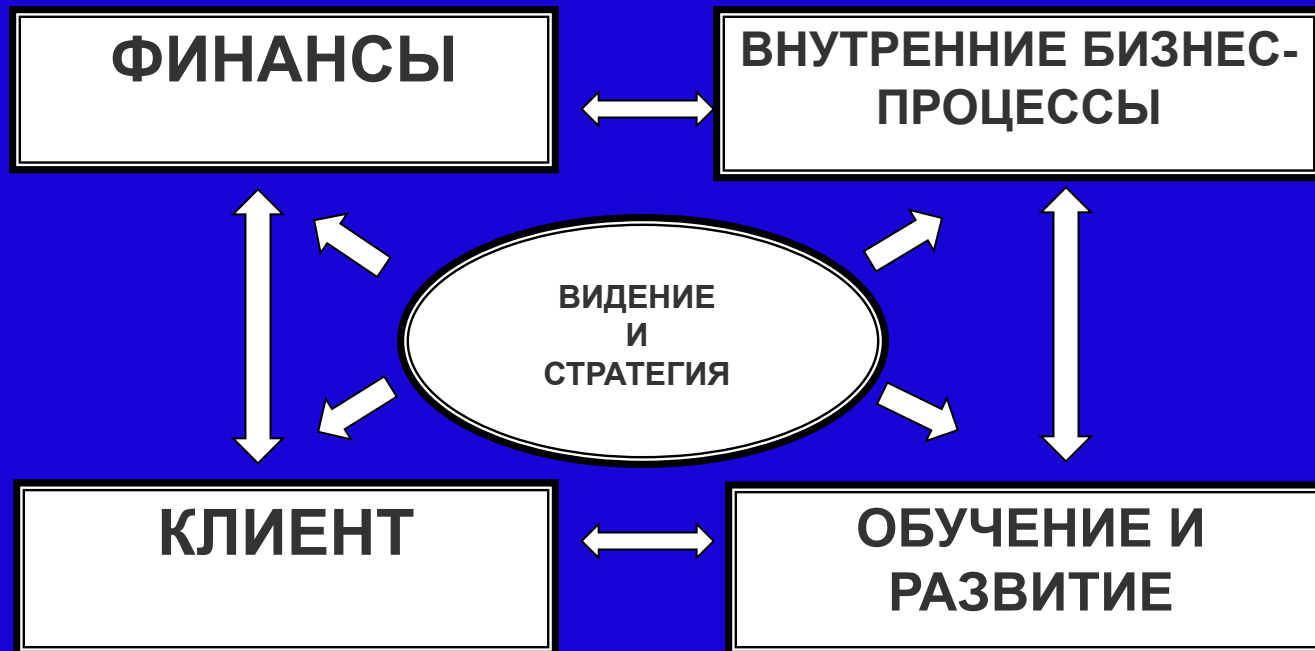 ФИНАНСЫ
ВНУТРЕННИЕ БИЗНЕС-
ПРОЦЕССЫ
ВИДЕНИЕ
И
СТРАТЕГИЯ
КЛИЕНТ
ОБУЧЕНИЕ И
РАЗВИТИЕ